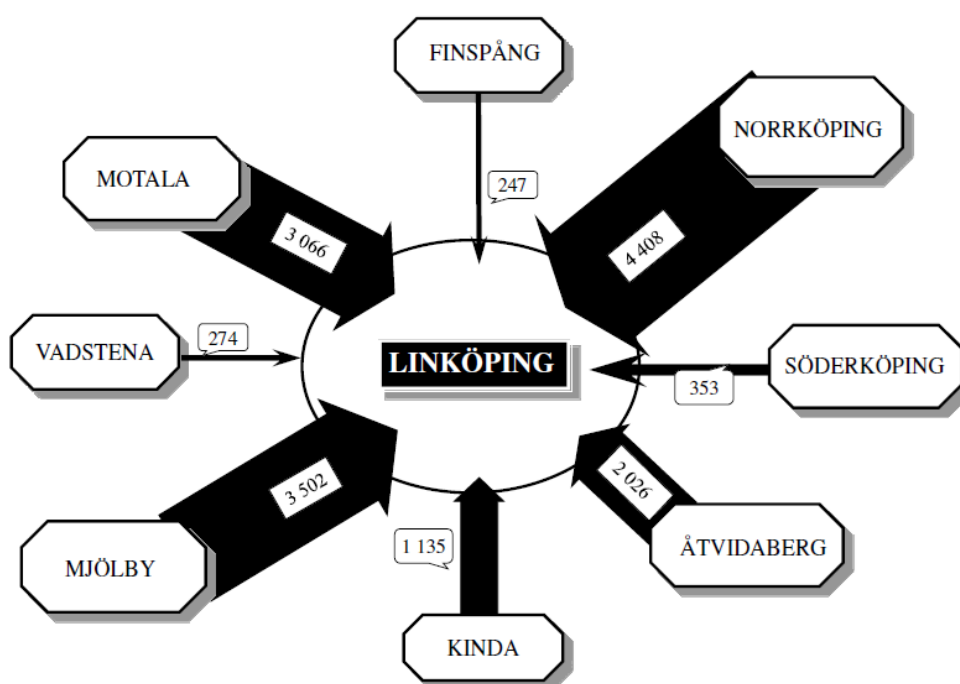 FINSPÅNG
NORRKÖPING
MOTALA
247
3 066
4 408
VADSTENA
274
LINKÖPING
SÖDERKÖPING
353
3 502
2 026
MJÖLBY
1 135
ÅTVIDABERG
KINDA